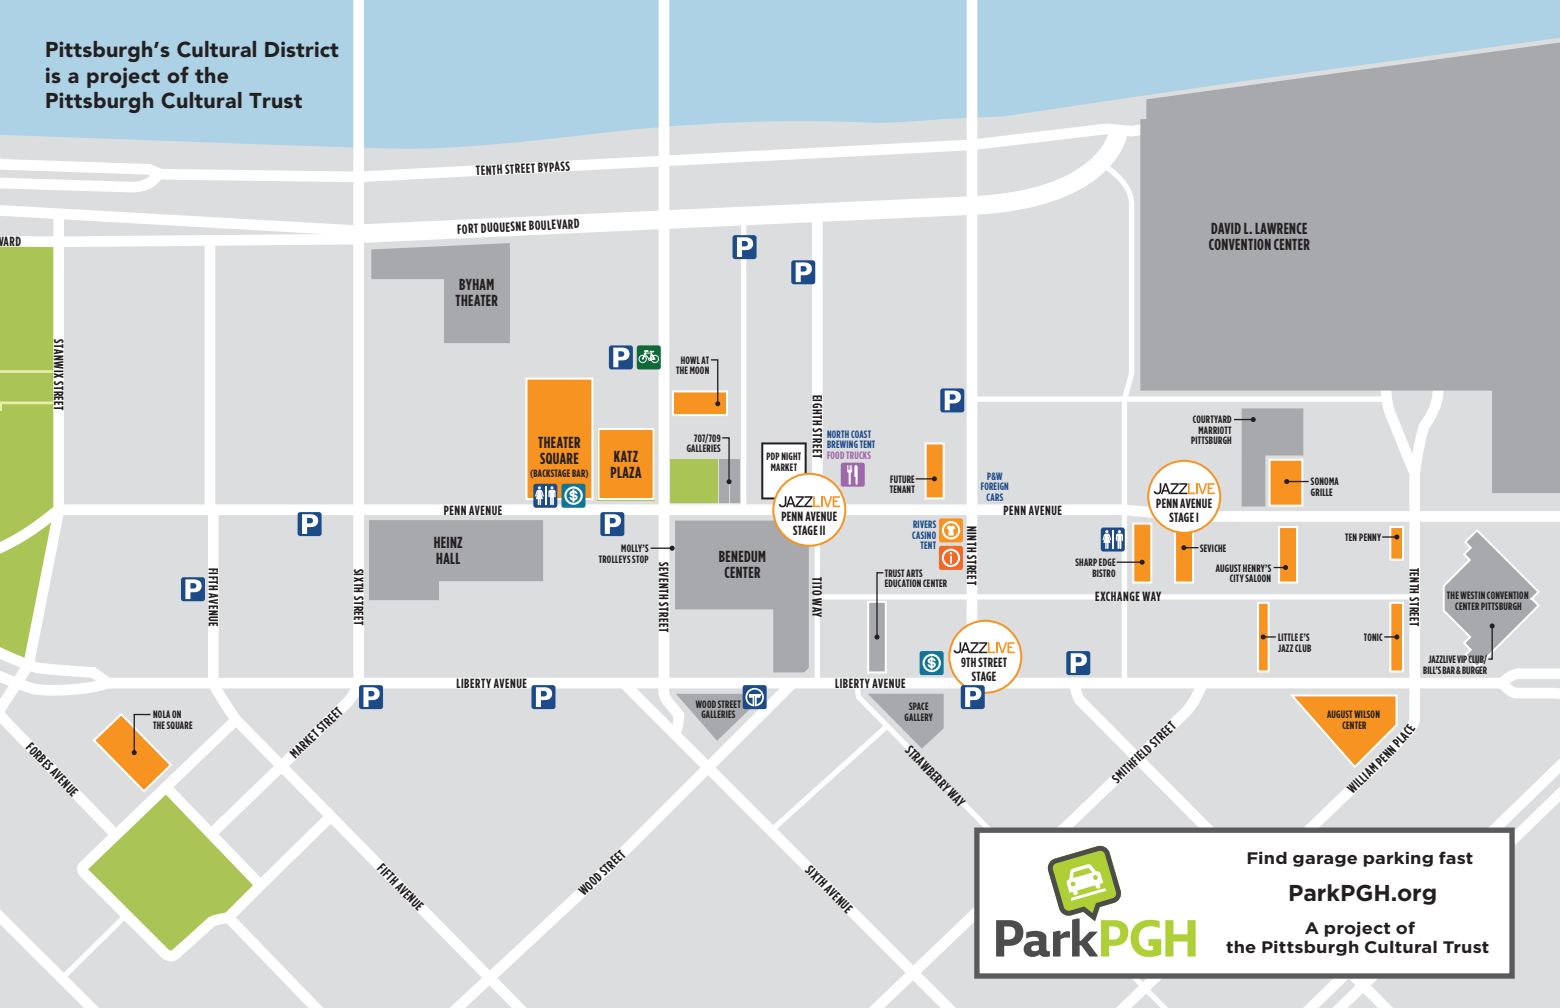 Pittsburgh's Cultural District
is a project of the
Pittsburgh Cultural Trust
TENTH STREET BYPASS
FORT DUQUESNE BOULEVARD
VARD
DAVID L. LAWRENCE
CONVENTION CENTER
P
P
BYHAM
THEATER
STANWIX STREET
P
HOWL AT
THE MOON
P
EIGHTH STREET
COURTYARD
MARRIOTT
PITTSBURGH
THEATER
SQUARE
(BACKSTAGE BAR)
KATZ
PLAZA
707/709
GALLERIES
PDP NIGHT
MARKET
NORTH COAST
BREWING TENT
FOOD TRUCKS
FUTURE
TENANT
P&W
FOREIGN
CARS
JAZZLIVE
PENN AVENUE
STAGE I
SONOMA
GRILLE
$
JAZZLIVE
PENN AVENUE
STAGE II
PENN AVENUE
PENN AVENUE
P
P
HEINZ
HALL
MOLLY'S
TROLLEYS STOP
BENEDUM
CENTER
RIVERS
CASINO
TENT
T
i
NINTH STREET
SHARP EDGE
BISTRO
SEVICHE
AUGUST HENRY'S
CITY SALOON
TEN PENNY
P
FIFTH AVENUE
SIXTH STREET
SEVENTH STREET
TITO WAY
TRUST ARTS
EDUCATION CENTER
EXCHANGE WAY
TENTH STREET
THE WESTIN CONVENTION
CENTER PITTSBURGH
LITTLE E'S
JAZZ CLUB
TONIC
JAZZLIVE VIP CLUB/
BILL'S BAR & BURGER
$
JAZZLIVE
9TH STREET
STAGE
P
LIBERTY AVENUE
LIBERTY AVENUE
P
P
T
P
WOOD STREET
GALLERIES
SPACE
GALLERY
AUGUST WILSON
CENTER
NOLA ON
THE SQUARE
FORBES AVENUE
MARKET STREET
STRAWBERRY WAY
SMITHFIELD STREET
WILLIAM PENN PLACE
FIFTH AVENUE
WOOD STREET
SIXTH AVENUE
ParkPGH
Find garage parking fast
ParkPGH.org
A project of
the Pittsburgh Cultural Trust